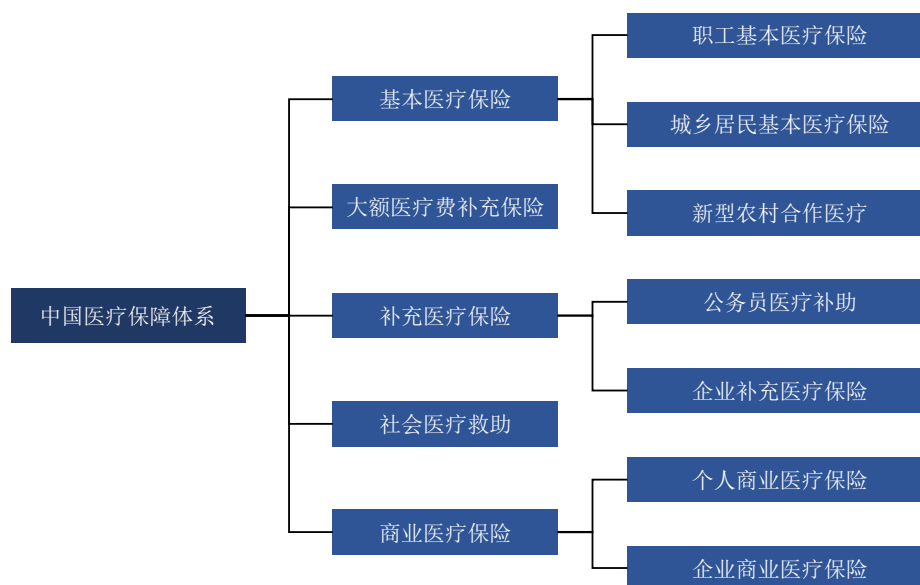 中国医疗保障体系
基本医疗保险
职工基本医疗保险
城乡居民基本医疗保险
新型农村合作医疗
大额医疗费补充保险
补充医疗保险
公务员医疗补助
企业补充医疗保险
社会医疗救助
商业医疗保险
个人商业医疗保险
企业商业医疗保险